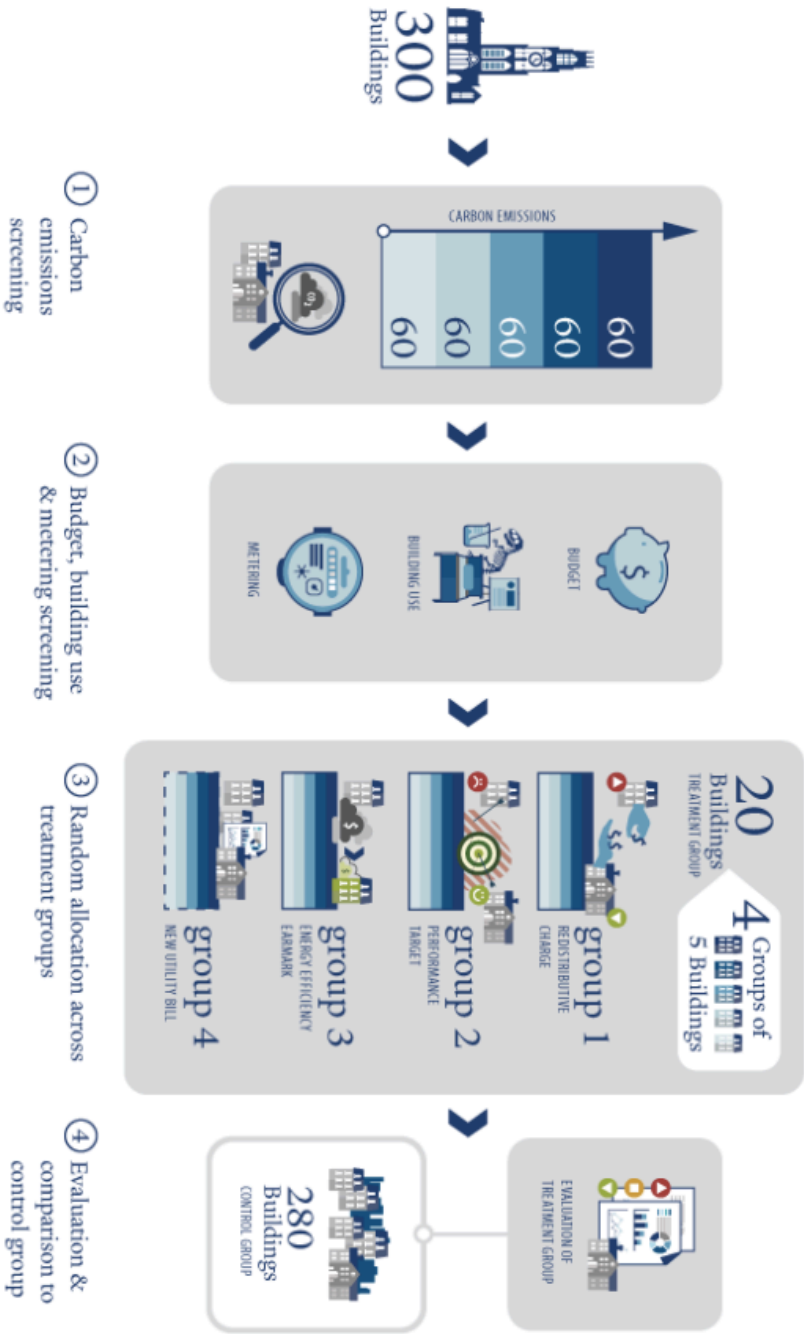 300
Buildings
CARBON EMISSIONS
60
60
60
60
60
CO2
1 Carbon
emissions
screening
$
BUDGET
BUILDING USE
METERING
2 Budget, building use
& metering screening
20
Buildings
TREATMENT GROUP
4 Groups of
5 Buildings
$
$$
group 1
REDISTRIBUTIVE
CHARGE
group 2
PERFORMANCE
TARGET
$
$
group 3
ENERGY EFFICIENCY
EARMARK
group 4
NEW UTILITY BILL
3 Random allocation across
treatment groups
EVALUATION OF
TREATMENT GROUP
280
Buildings
CONTROL GROUP
4 Evaluation &
comparison to
control group